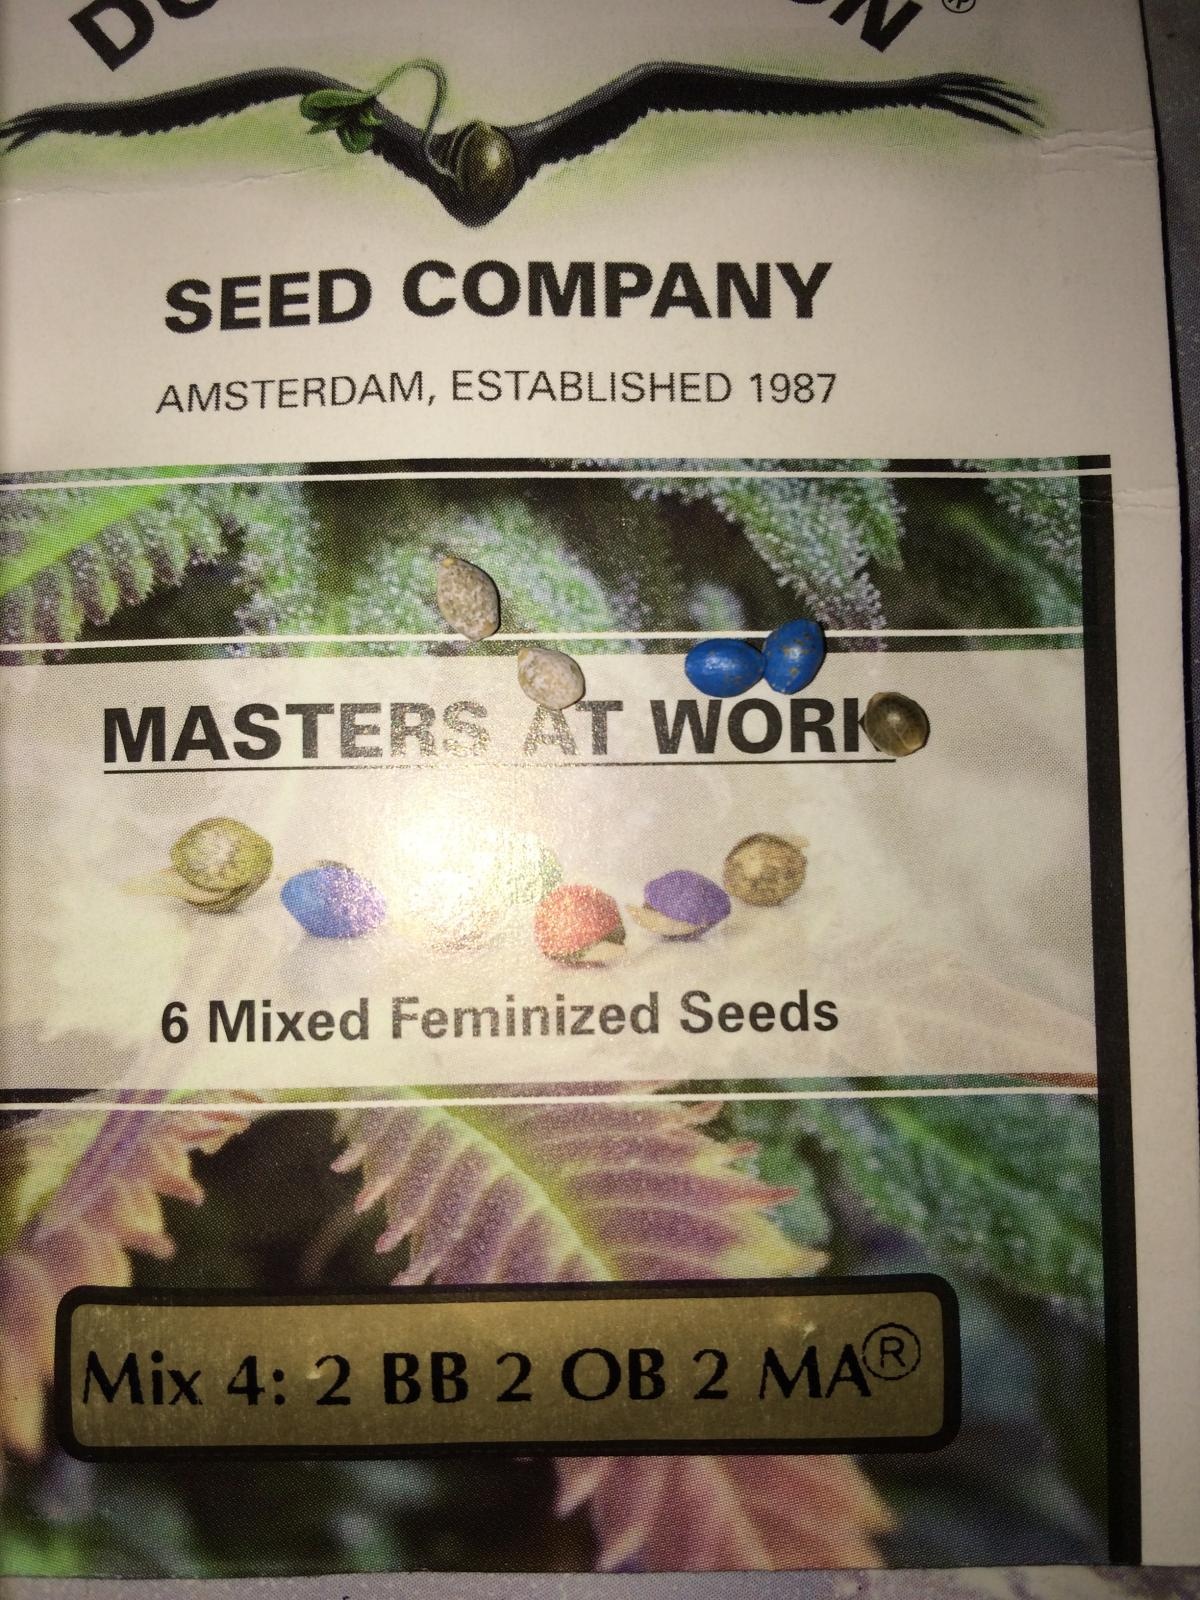 ®
SEED COMPANY
AMSTERDAM, ESTABLISHED 1987
MASTERS AT WORK
6 Mixed Feminized Seeds
Mix 4: 2 BB 2 OB 2 MA®